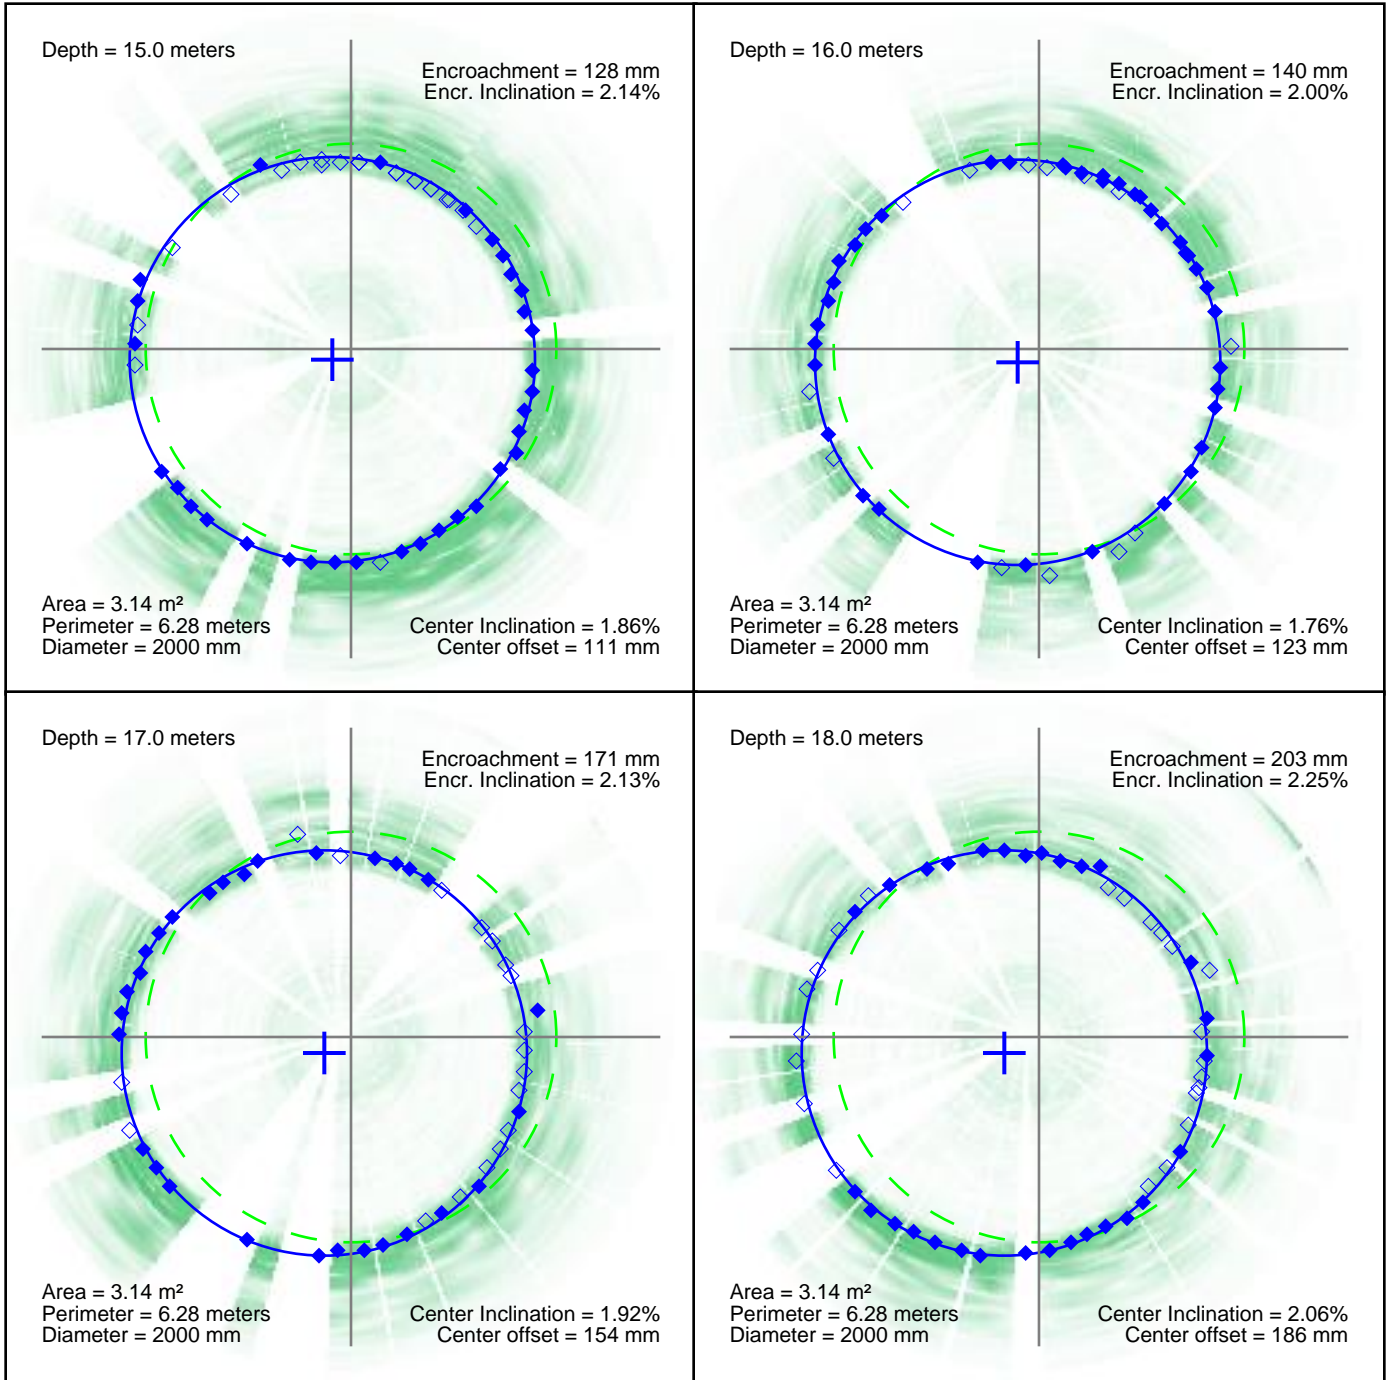 Depth = 15.0 meters
Encroachment = 128 mm
Encr. Inclination = 2.14%
Area = 3.14 m²
Perimeter = 6.28 meters
Diameter = 2000 mm
Center Inclination = 1.86%
Center offset = 111 mm
Depth = 16.0 meters
Encroachment = 140 mm
Encr. Inclination = 2.00%
Area = 3.14 m²
Perimeter = 6.28 meters
Diameter = 2000 mm
Center Inclination = 1.76%
Center offset = 123 mm
Depth = 17.0 meters
Encroachment = 171 mm
Encr. Inclination = 2.13%
Area = 3.14 m²
Perimeter = 6.28 meters
Diameter = 2000 mm
Center Inclination = 1.92%
Center offset = 154 mm
Depth = 18.0 meters
Encroachment = 203 mm
Encr. Inclination = 2.25%
Area = 3.14 m²
Perimeter = 6.28 meters
Diameter = 2000 mm
Center Inclination = 2.06%
Center offset = 186 mm